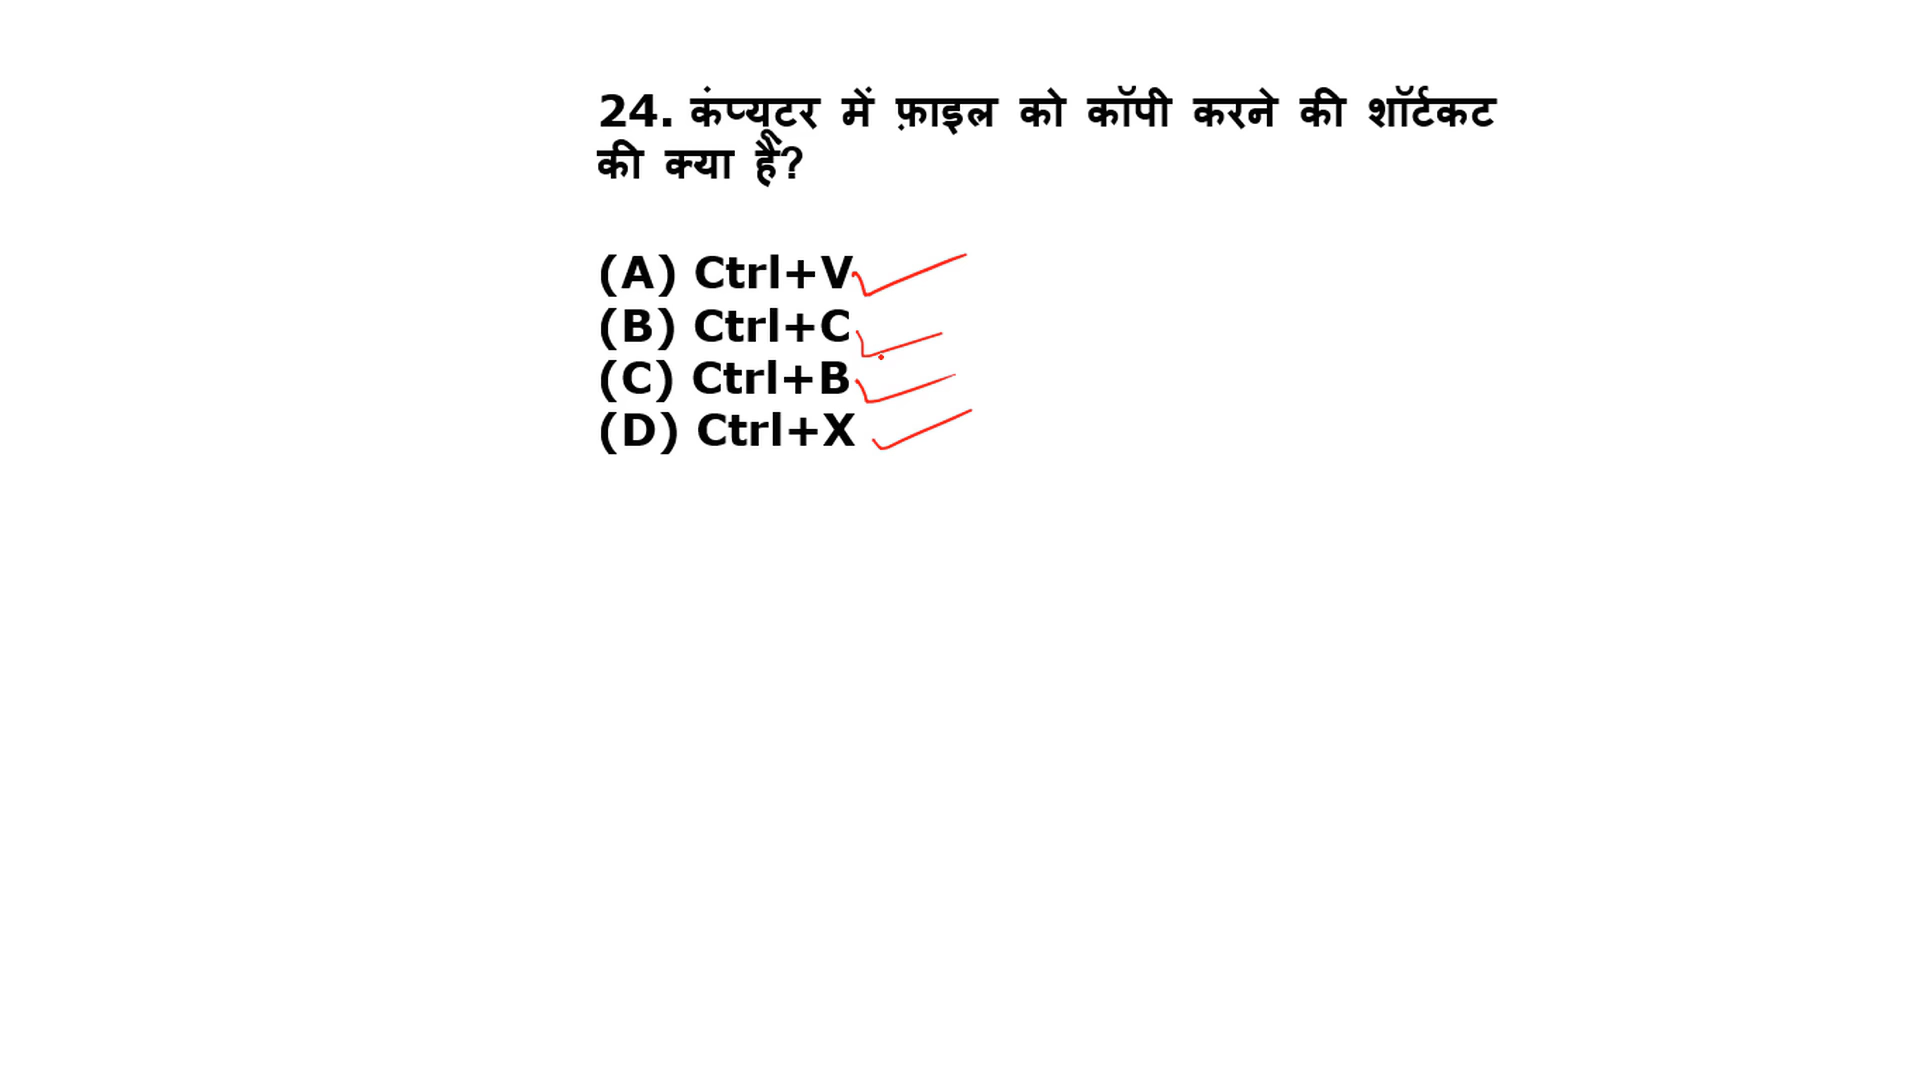 24. कंप्यूटर में फ़ाइल को कॉपी करने की शॉर्टकट
की क्या है?
(A) Ctrl+V
(B) Ctrl+C
(C) Ctrl+B
(D) Ctrl+X